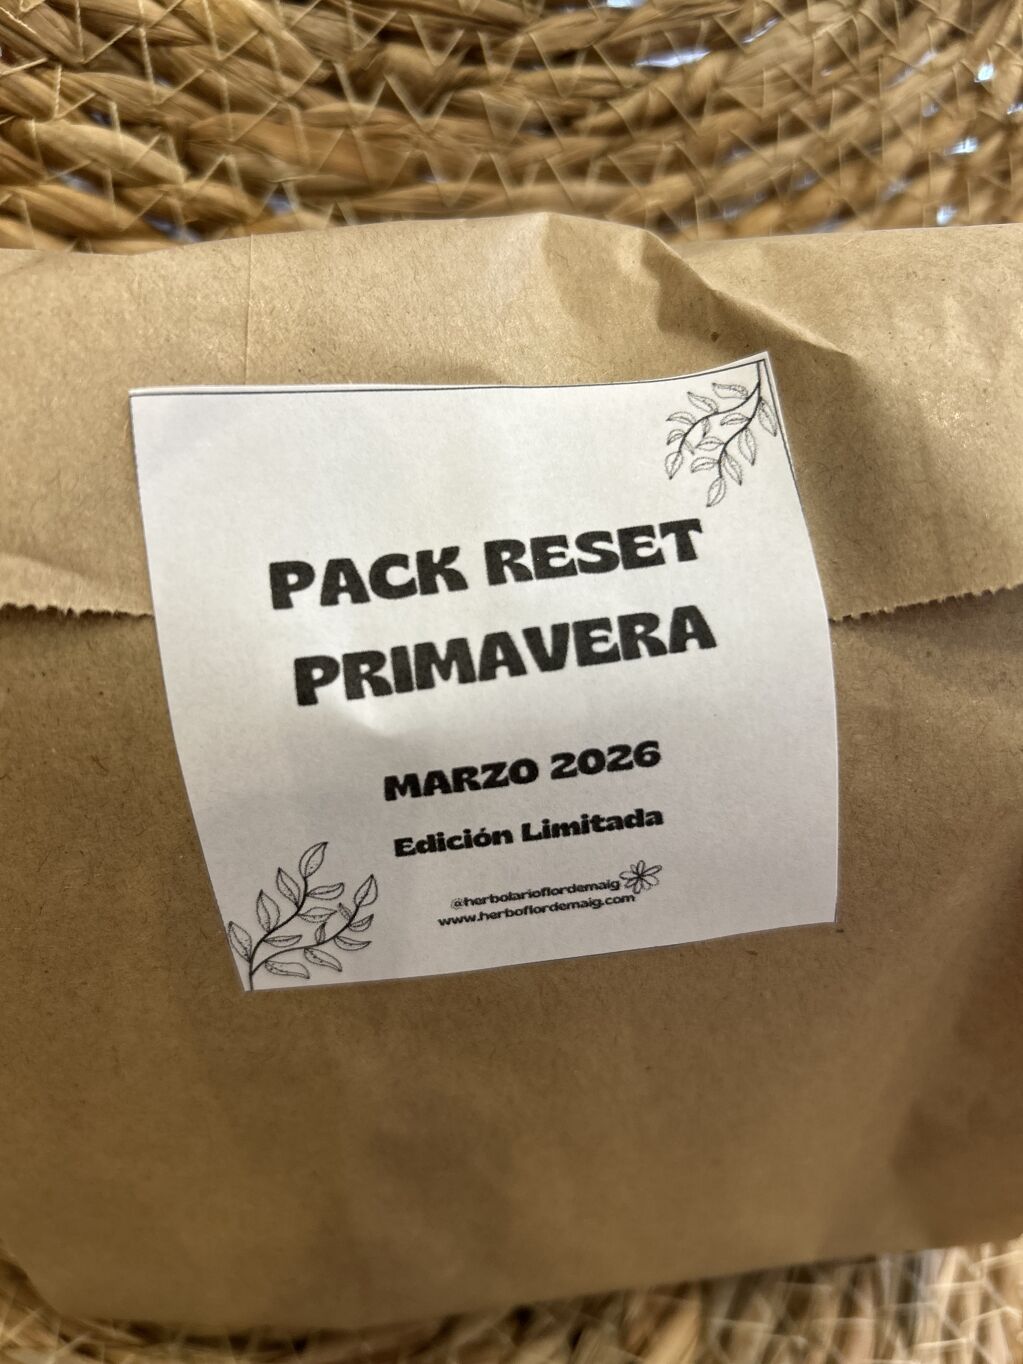 PACK RESET
PRIMAVERA
MARZO 2026
Edición Limitada
@herbolarioflordemaig
www.herboflordemaig.com